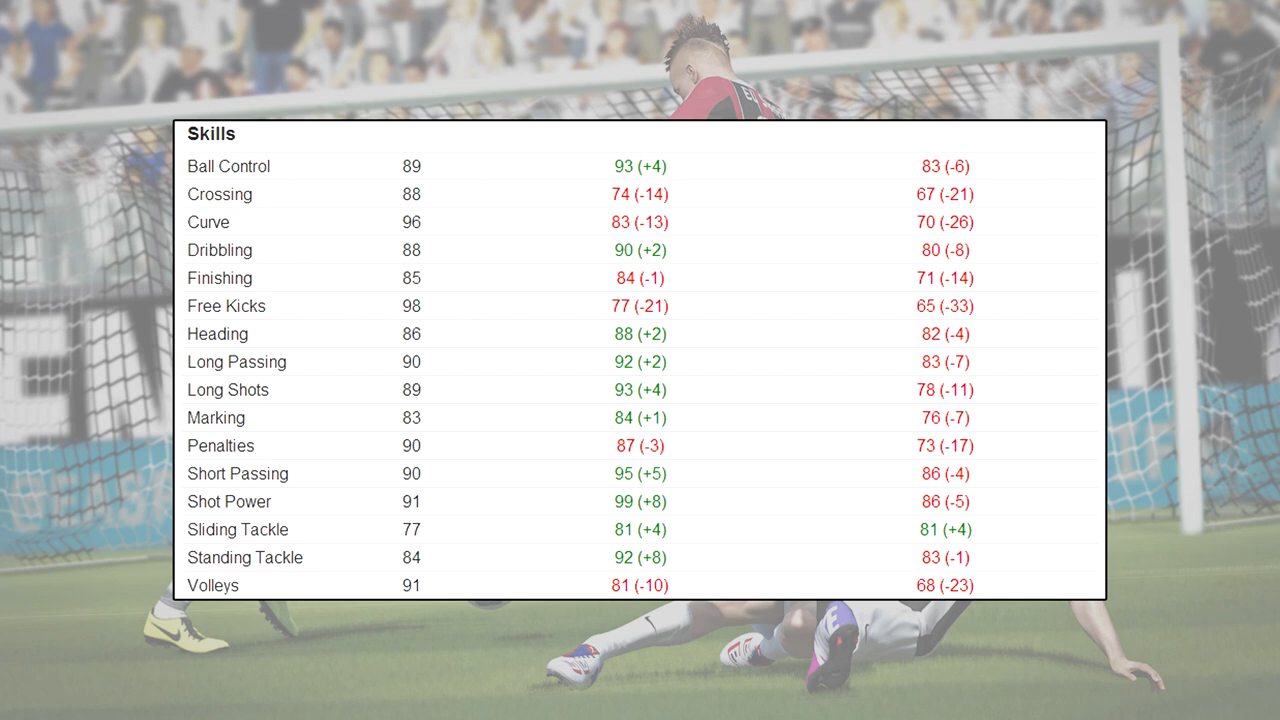 Skills
Ball Control 89 93 (+4) 83 (-6)
Crossing 88 74 (-14) 67 (-21)
Curve 96 83 (-13) 70 (-26)
Dribbling 88 90 (+2) 80 (-8)
Finishing 85 84 (-1) 71 (-14)
Free Kicks 98 77 (-21) 65 (-33)
Heading 86 88 (+2) 82 (-4)
Long Passing 90 92 (+2) 83 (-7)
Long Shots 89 93 (+4) 78 (-11)
Marking 83 84 (+1) 76 (-7)
Penalties 90 87 (-3) 73 (-17)
Short Passing 90 95 (+5) 86 (-4)
Shot Power 91 99 (+8) 86 (-5)
Sliding Tackle 77 81 (+4) 81 (+4)
Standing Tackle 84 92 (+8) 83 (-1)
Volleys 91 81 (-10) 68 (-23)